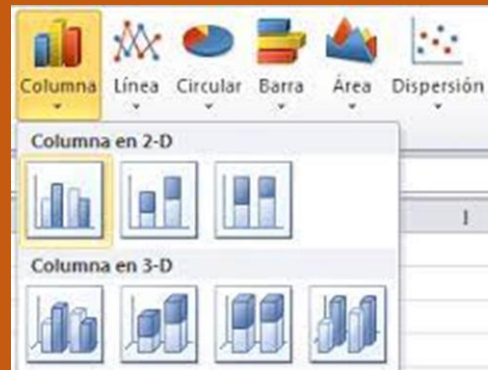 Columna Línea Circular Barra Área Dispersión
Columna en 2-D
I
Columna en 3-D